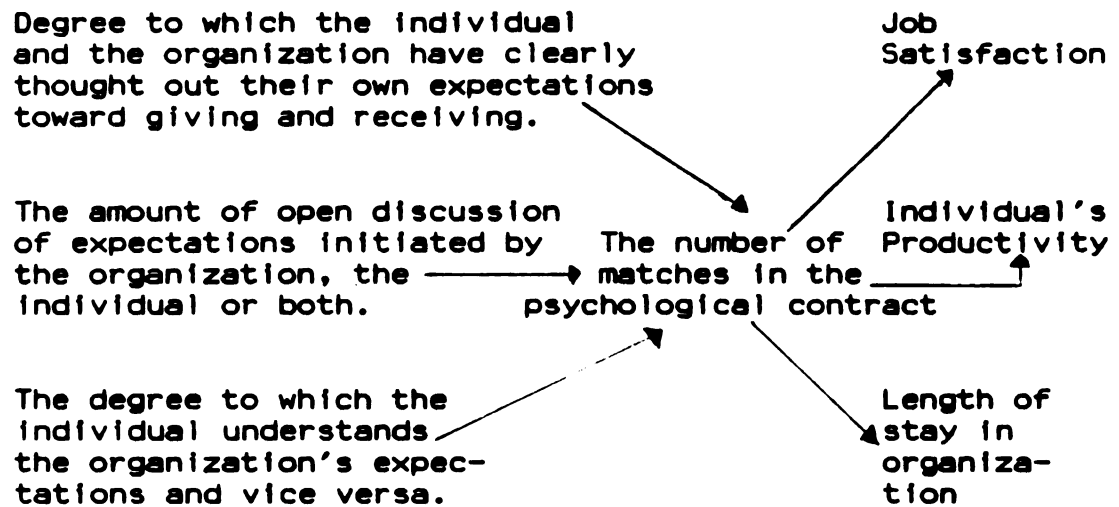 Degree to which the individual
and the organization have clearly
thought out their own expectations
toward giving and receiving.
The amount of open discussion
of expectations initiated by
the organization, the
individual or both.
The degree to which the
individual understands
the organization's expec-
tations and vice versa.
The number of
matches in the
psychological contract
Job
Satisfaction
Individual's
Productivity
Length of
stay in
organiza-
tion